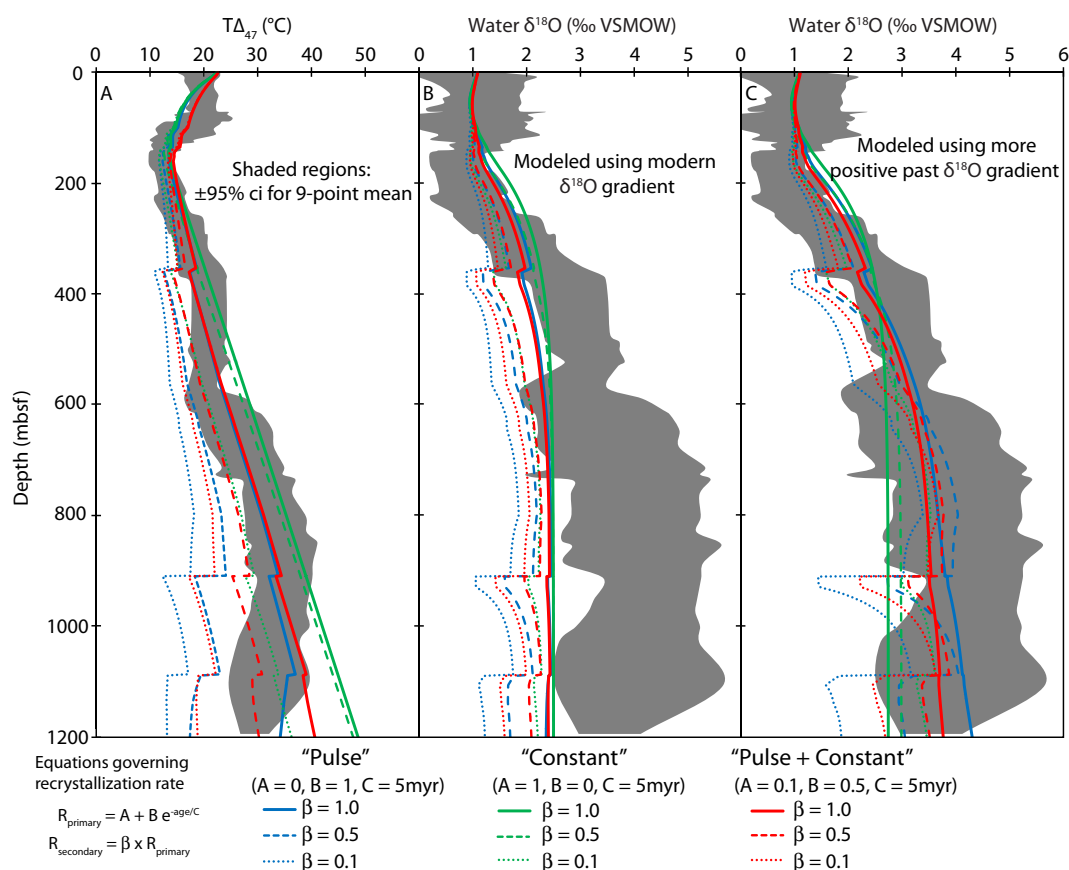 TΔ47 (°C)
Water δ18O (‰ VSMOW)
Water δ18O (‰ VSMOW)
0 10 20 30 40 50
0 1 2 3 4 5
0 1 2 3 4 5 6
A
B
C
0
200
400
600
800
1000
1200
Depth (mbsf)
Shaded regions:
±95% ci for 9-point mean
Modeled using modern
δ18O gradient
Modeled using more
positive past δ18O gradient
Equations governing
recrystallization rate
Rprimary = A + B e-age/C
Rsecondary = β x Rprimary
"Pulse"
(A = 0, B = 1, C = 5myr)
β = 1.0
β = 0.5
β = 0.1
"Constant"
(A = 1, B = 0, C = 5myr)
β = 1.0
β = 0.5
β = 0.1
"Pulse + Constant"
(A = 0.1, B = 0.5, C = 5myr)
β = 1.0
β = 0.5
β = 0.1